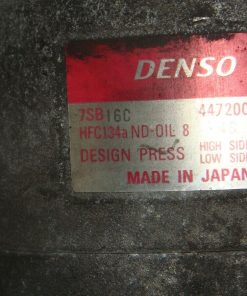 DENSO
7SB16C 447200
HFC134a ND-OIL 8
DESIGN PRESS HIGH SIDE
LOW SIDE
MADE IN JAPAN